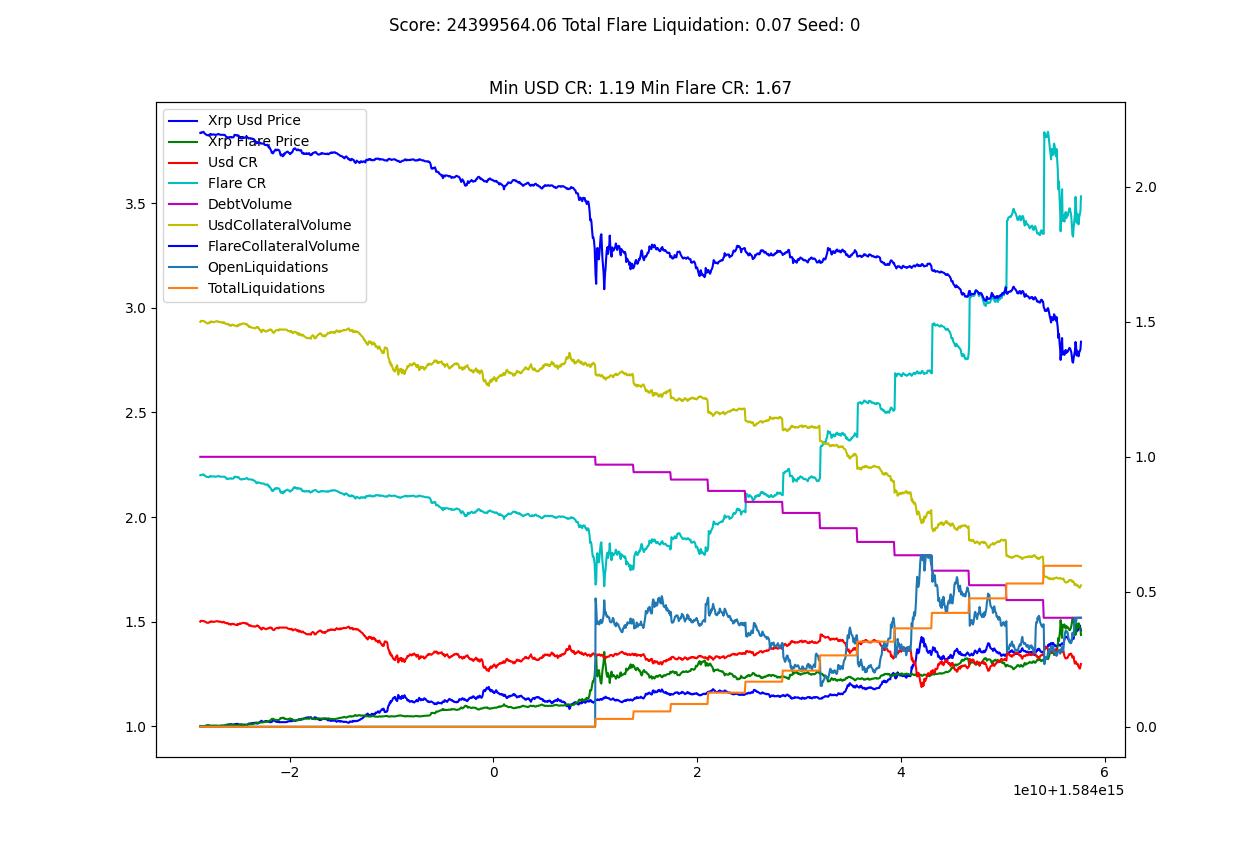 Score: 24399564.06 Total Flare Liquidation: 0.07 Seed: 0
Min USD CR: 1.19 Min Flare CR: 1.67
Xrp Usd Price
Xrp Flare Price
Usd CR
Flare CR
DebtVolume
UsdCollateralVolume
FlareCollateralVolume
OpenLiquidations
TotalLiquidations
3.5
3.0
2.5
2.0
1.5
1.0
2.0
1.5
1.0
0.5
0.0
−2
0
2
4
6
1e10+1.584e15